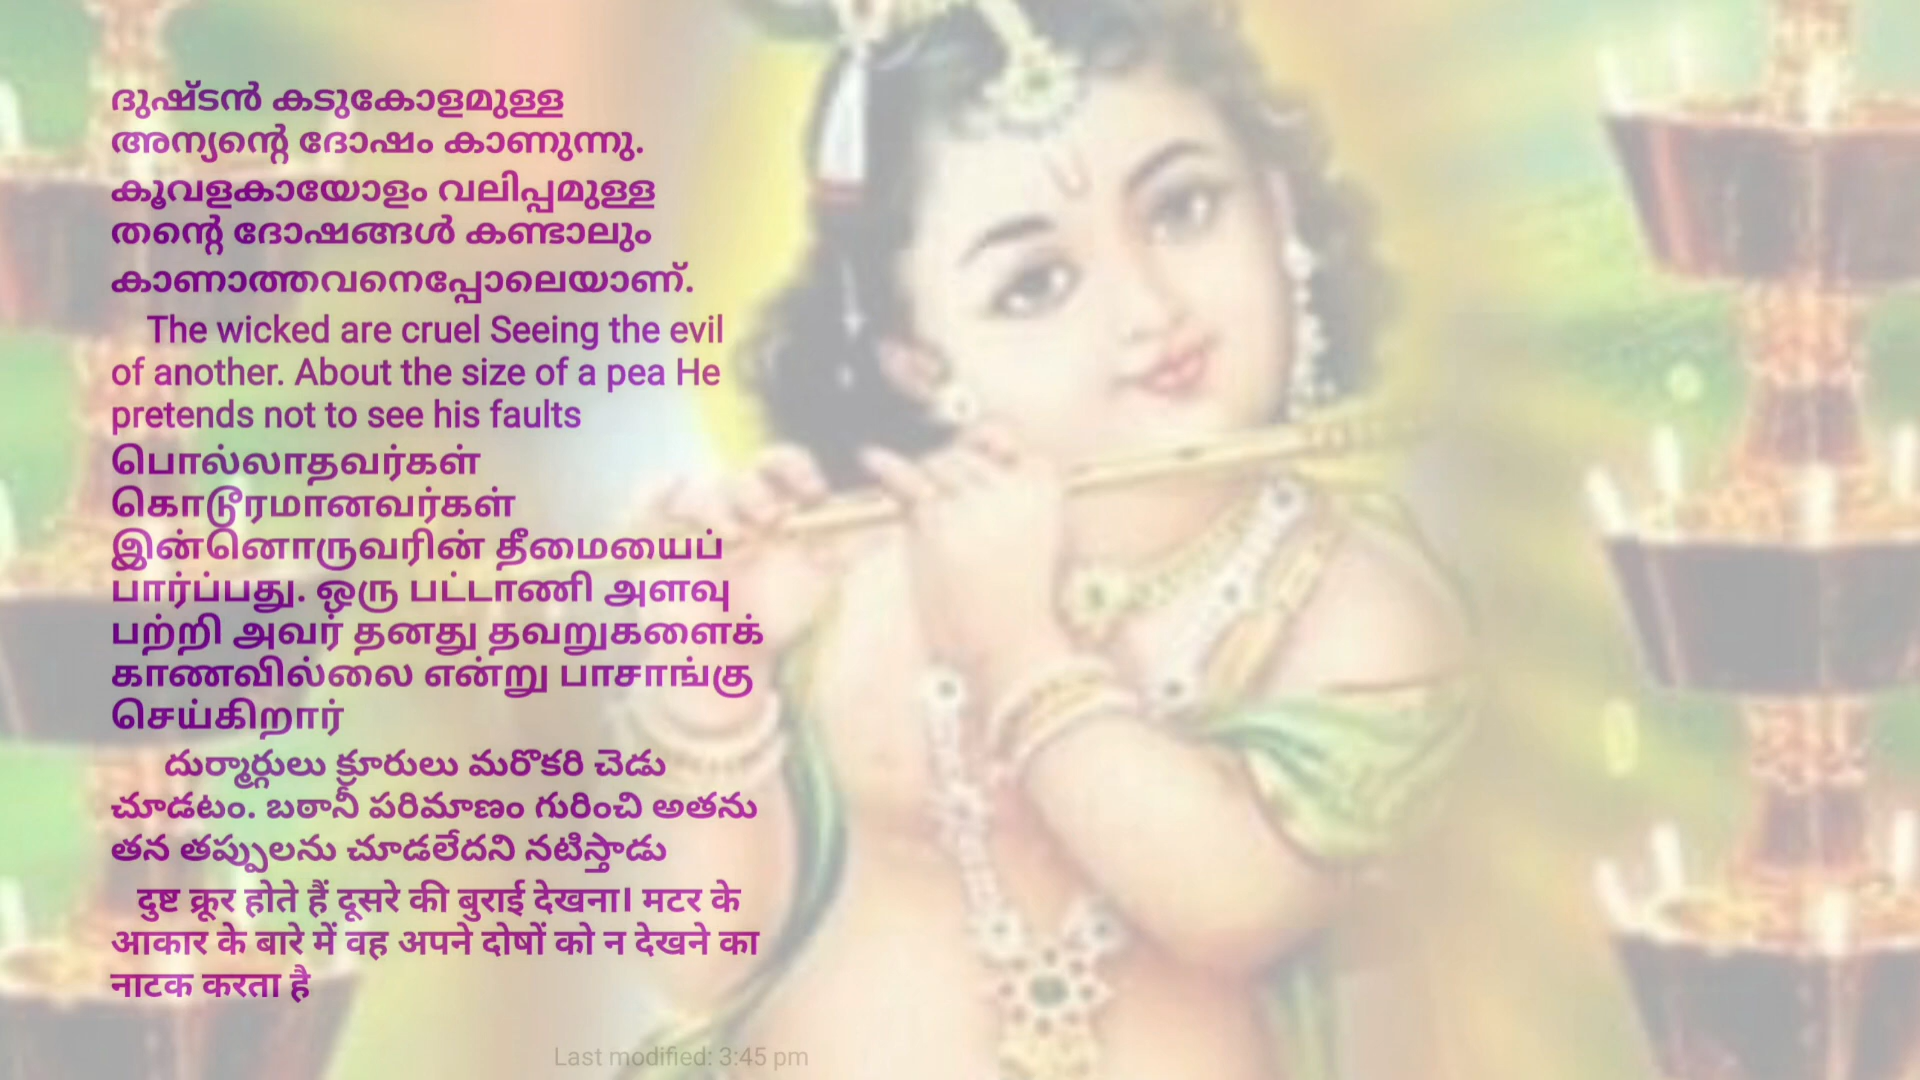 ദുഷ്ടൻ കടുകോളമുള്ള
അന്യന്റെ ദോഷം കാണുന്നു.
കൂവളകായോളം വലിപ്പമുള്ള
തന്റെ ദോഷങ്ങൾ കണ്ടാലും
കാണാത്തവനെപ്പോലെയാണ്.
The wicked are cruel Seeing the evil
of another. About the size of a pea He
pretends not to see his faults
பொல்லாதவர்கள்
கொடூரமானவர்கள்
இன்னொருவரின் தீமையைப்
பார்ப்பது. ஒரு பட்டாணி அளவு
பற்றி அவர் தனது தவறுகளைக்
காணவில்லை என்று பாசாங்கு
செய்கிறார்
దుర్మార్గులు క్రూరులు మరొకరి చెడు
చూడటం. బఠానీ పరిమాణం గురించి అతను
తన తప్పులను చూడలేదని నటిస్తాడు
दुष्ट क्रूर होते हैं दूसरे की बुराई देखना। मटर के
आकार के बारे में वह अपने दोषों को न देखने का
नाटक करता है
Last modified: 3:45 pm